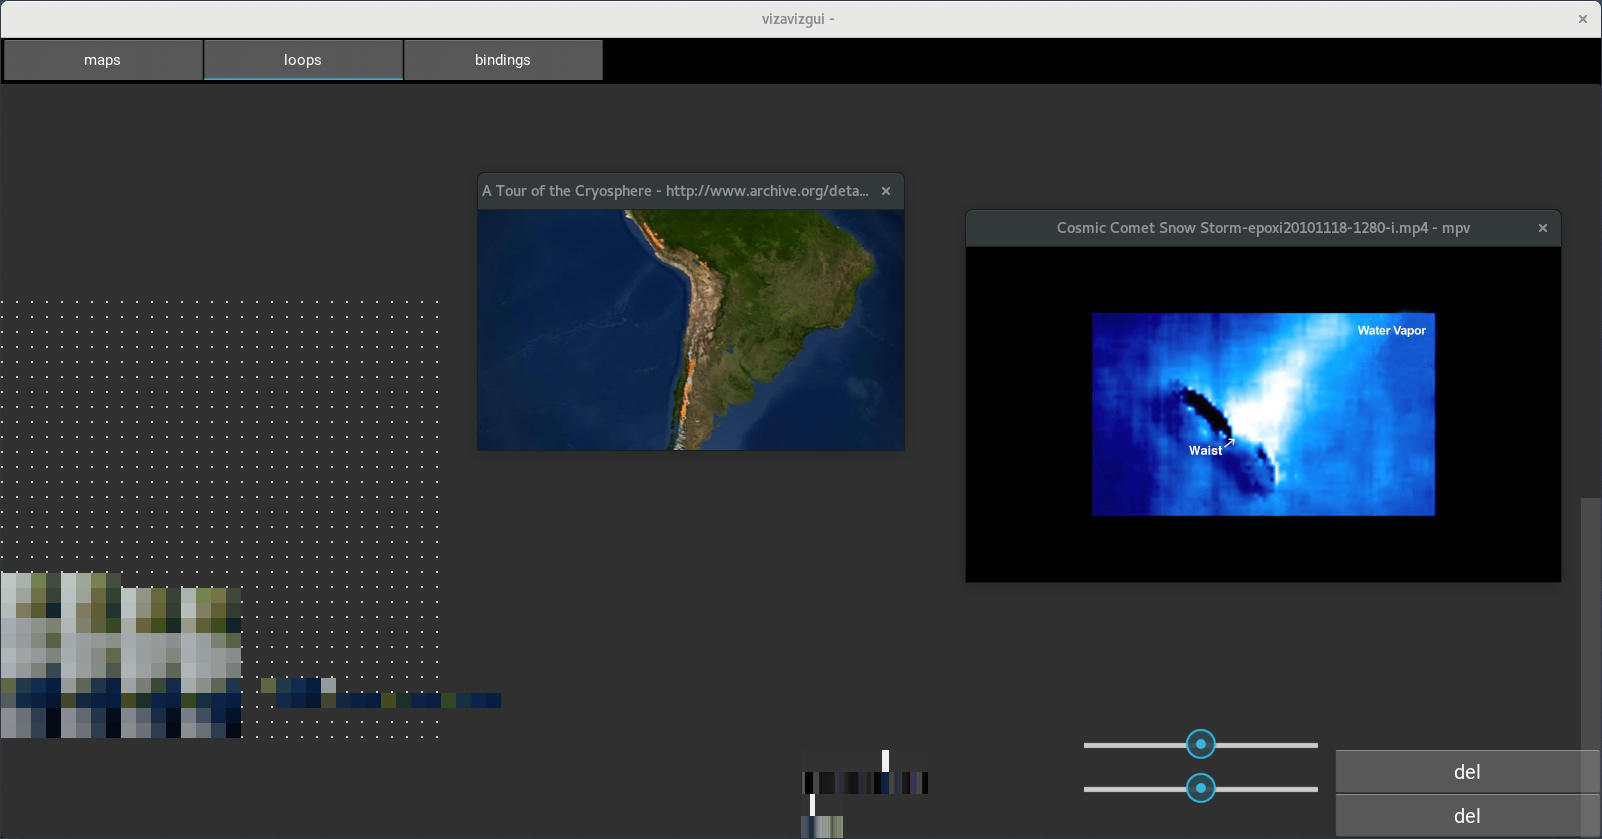 vizavizgui -
maps
loops
bindings
A Tour of the Cryosphere - http://www.archive.org/deta...
Cosmic Comet Snow Storm-epoxi20101118-1280-i.mp4 - mpv
Water Vapor
Waist
del
del